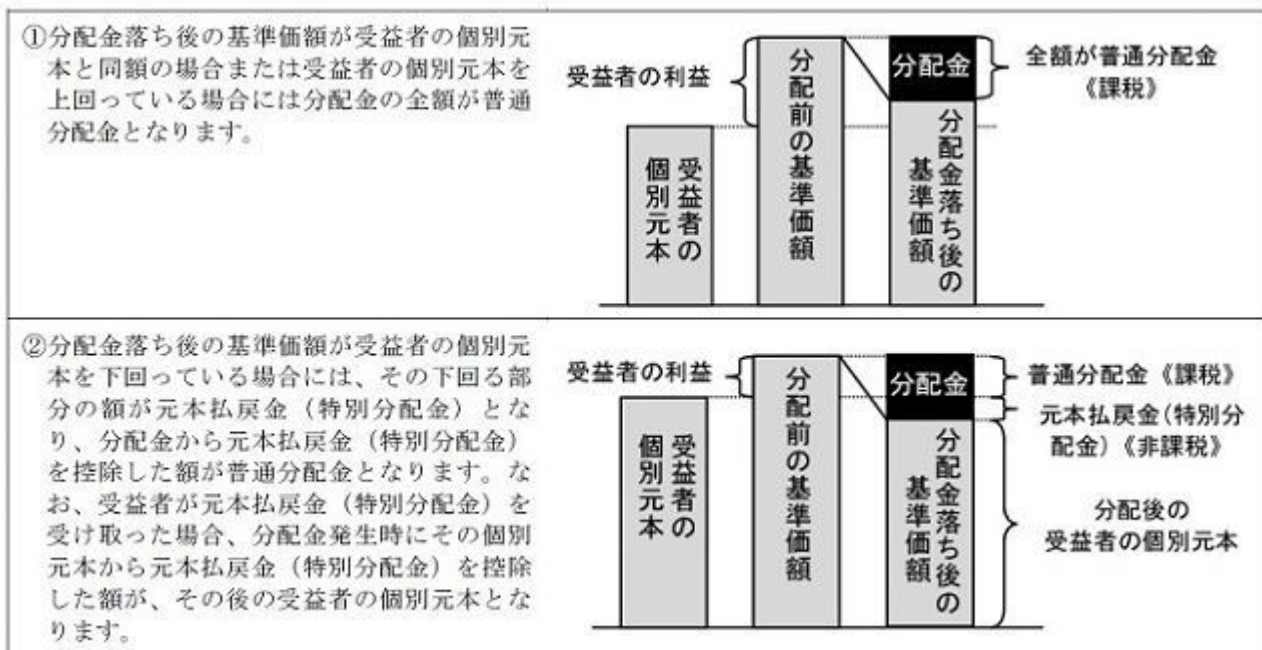 ①分配金落ち後の基準価額が受益者の個別元
本と同額の場合または受益者の個別元本を
上回っている場合には分配金の全額が普通
分配金となります。
受益者の利益
受益者の
個別元本
分配前の基準価額
分配金
分配金落ち後の
基準価額
全額が普通分配金
《課税》
②分配金落ち後の基準価額が受益者の個別元
本を下回っている場合には、その下回る部
分の額が元本払戻金（特別分配金）とな
り、分配金から元本払戻金（特別分配金）
を控除した額が普通分配金となります。な
お、受益者が元本払戻金（特別分配金）を
受け取った場合、分配金発生時にその個別
元本から元本払戻金（特別分配金）を控除
した額が、その後の受益者の個別元本とな
ります。
受益者の利益
受益者の
個別元本
分配前の基準価額
分配金
分配金落ち後の
基準価額
普通分配金《課税》
元本払戻金(特別分
配金)《非課税》
分配後の
受益者の個別元本